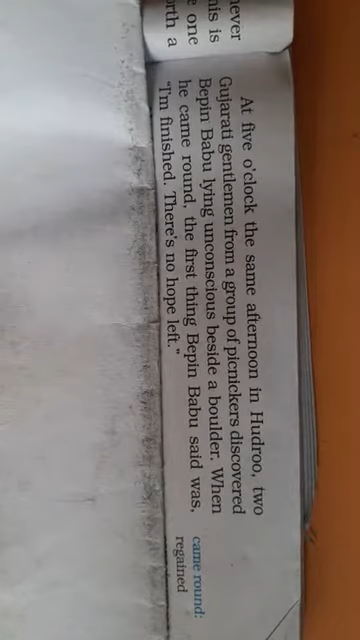 never
his is
e one
rth a
At five o'clock the same afternoon in Hudroo, two
Gujarati gentlemen from a group of picnickers discovered
Bepin Babu lying unconscious beside a boulder. When
he came round, the first thing Bepin Babu said was,
"I'm finished. There's no hope left."
came round:
regained